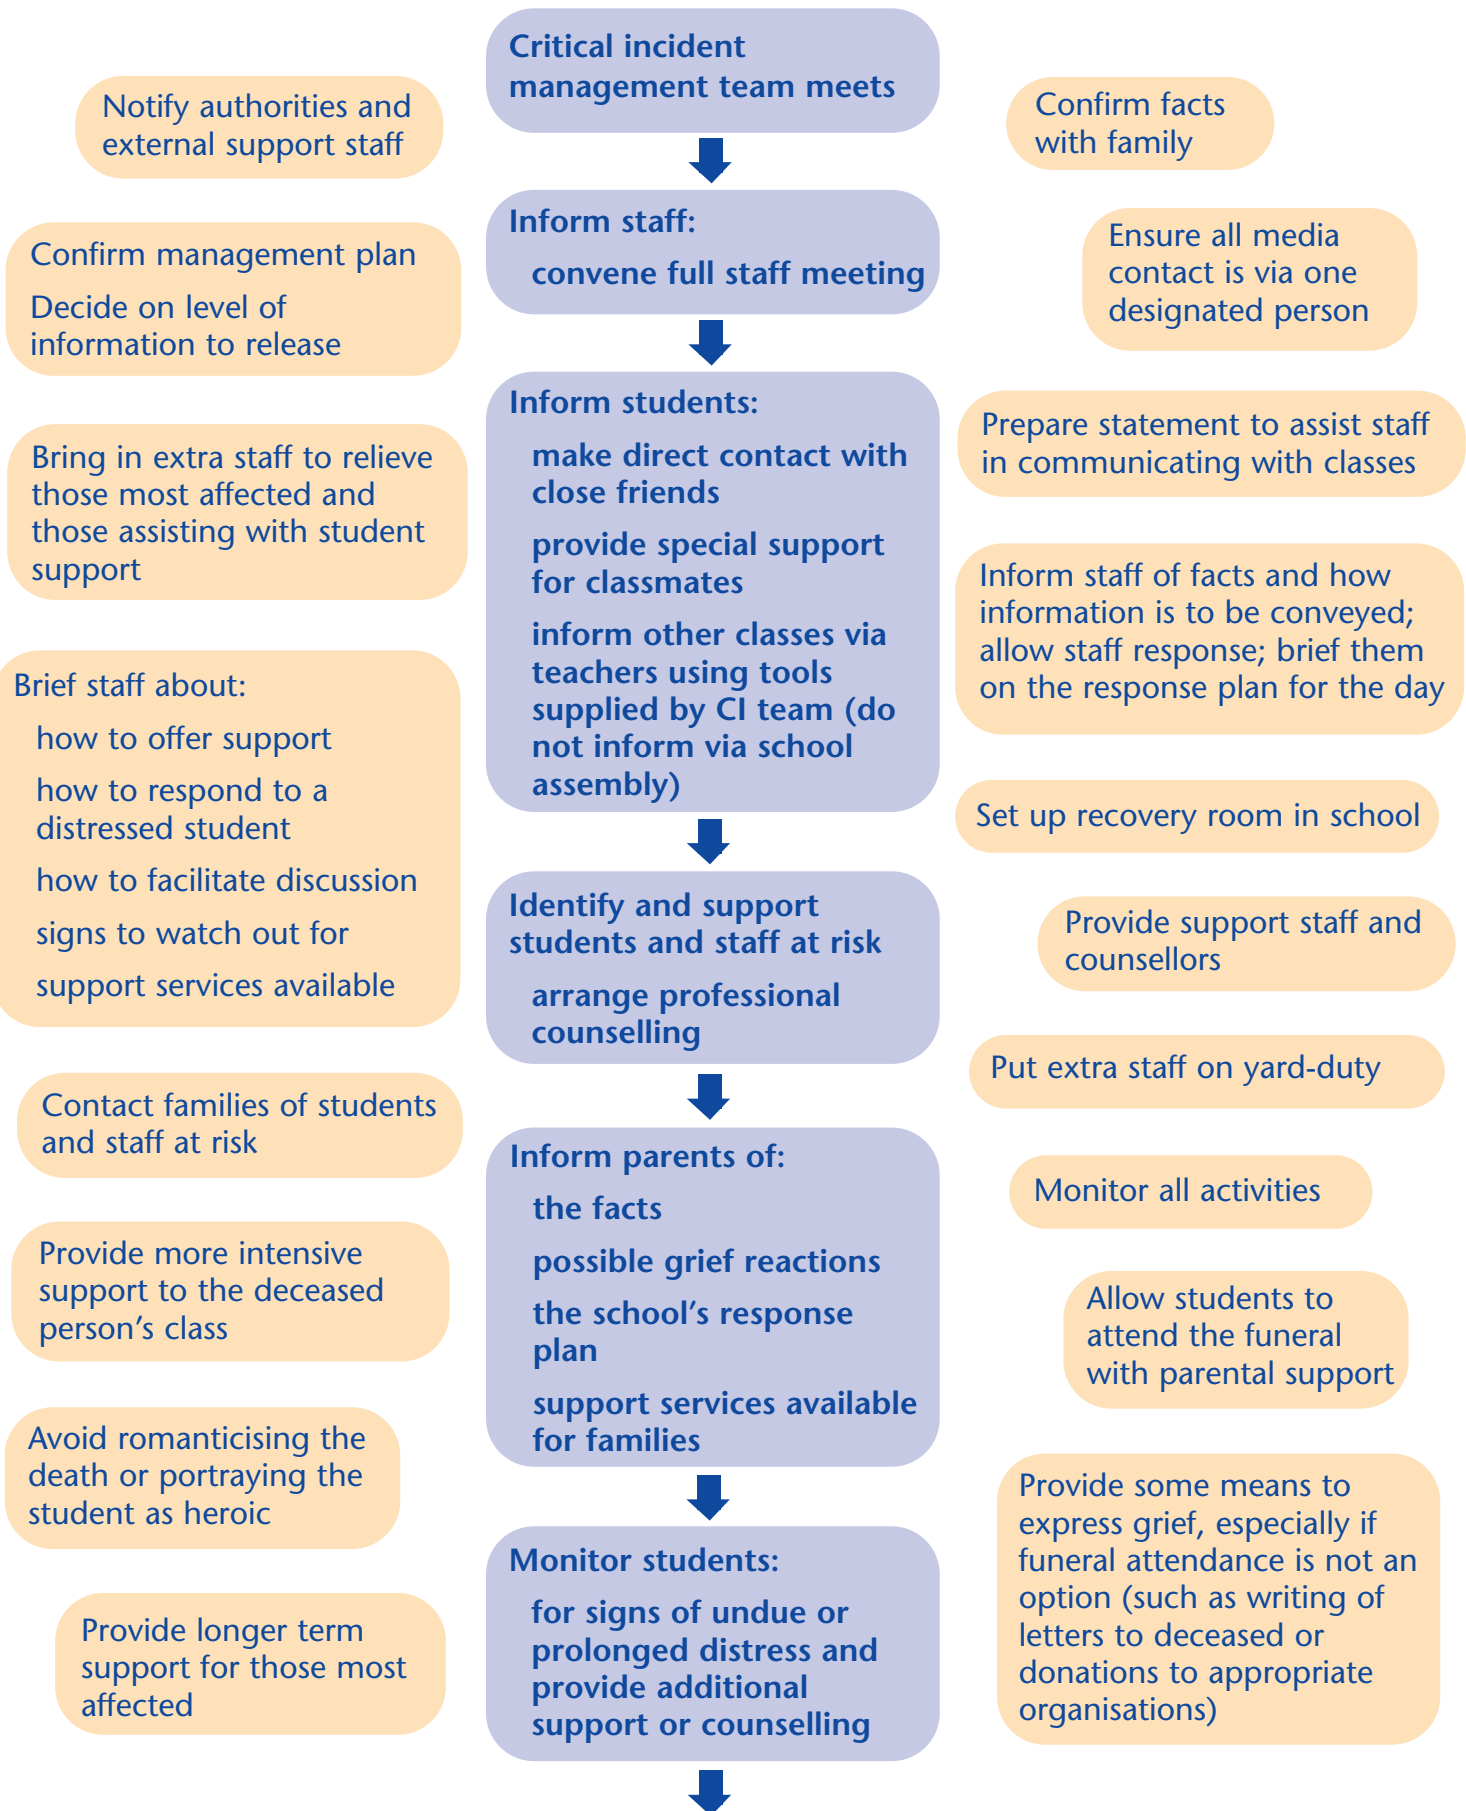 Critical incident
management team meets
Notify authorities and
external support staff
Confirm facts
with family
Inform staff:
convene full staff meeting
Confirm management plan
Decide on level of
information to release
Ensure all media
contact is via one
designated person
Inform students:
make direct contact with
close friends
provide special support
for classmates
inform other classes via
teachers using tools
supplied by CI team (do
not inform via school
assembly)
Bring in extra staff to relieve
those most affected and
those assisting with student
support
Prepare statement to assist staff
in communicating with classes
Inform staff of facts and how
information is to be conveyed;
allow staff response; brief them
on the response plan for the day
Brief staff about:
how to offer support
how to respond to a
distressed student
how to facilitate discussion
signs to watch out for
support services available
Set up recovery room in school
Identify and support
students and staff at risk
arrange professional
counselling
Provide support staff and
counsellors
Put extra staff on yard-duty
Contact families of students
and staff at risk
Inform parents of:
the facts
possible grief reactions
the school's response
plan
support services available
for families
Monitor all activities
Provide more intensive
support to the deceased
person's class
Allow students to
attend the funeral
with parental support
Avoid romanticising the
death or portraying the
student as heroic
Provide some means to
express grief, especially if
funeral attendance is not an
option (such as writing of
letters to deceased or
donations to appropriate
organisations)
Monitor students:
for signs of undue or
prolonged distress and
provide additional
support or counselling
Provide longer term
support for those most
affected